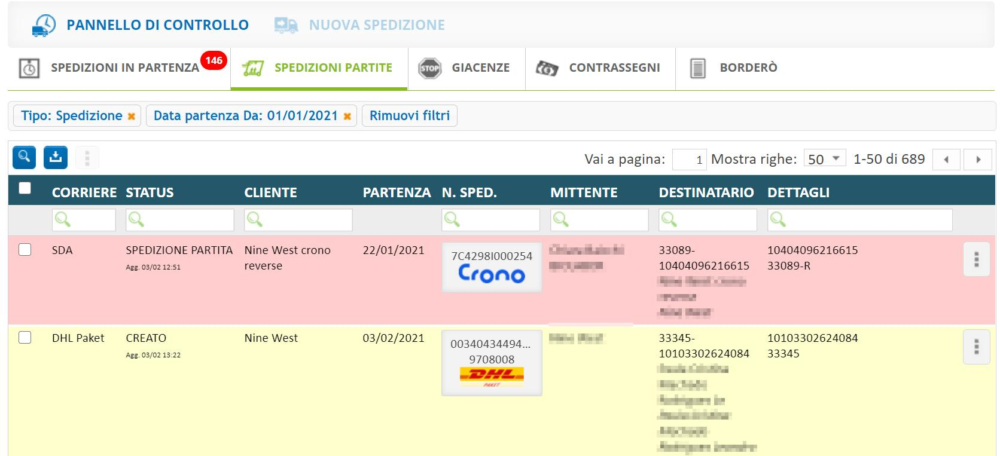 PANNELLO DI CONTROLLO NUOVA SPEDIZIONE
SPEDIZIONI IN PARTENZA 146 SPEDIZIONI PARTITE STOP GIACENZE CONTRASSEGNI BORDERÒ
Tipo: Spedizione Data partenza Da: 01/01/2021 Rimuovi filtri
Vai a pagina: 1 Mostra righe: 50 1-50 di 689
CORRIERE STATUS CLIENTE PARTENZA N. SPED. MITTENTE DESTINATARIO DETTAGLI
SDA SPEDIZIONE PARTITA Nine West crono 22/01/2021 7C4298I000254 33089- 10404096216615
Agg. 03/02 12:51 reverse Crono 10404096216615 33089-R
DHL Paket CREATO Nine West 03/02/2021 00340434494... 33345- 10103302624084
Agg. 03/02 13:22 9708008 10103302624084 33345
DHL
PAKET